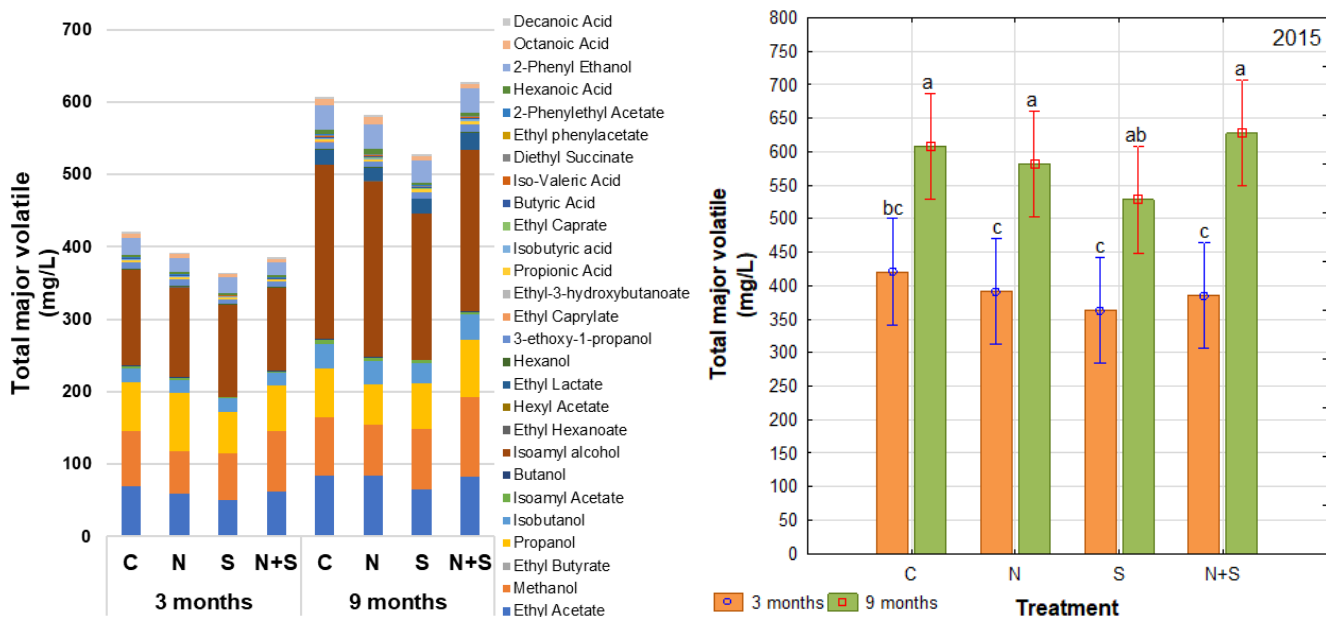 Total major volatile
(mg/L)
700
600
500
400
300
200
100
0
C N S N+S C N S N+S
3 months 9 months
Decanoic Acid
Octanoic Acid
2-Phenyl Ethanol
Hexanoic Acid
2-Phenylethyl Acetate
Ethyl phenylacetate
Diethyl Succinate
Iso-Valeric Acid
Butyric Acid
Ethyl Caprate
Isobutyric acid
Propionic Acid
Ethyl-3-hydroxybutanoate
Ethyl Caprylate
3-ethoxy-1-propanol
Hexanol
Ethyl Lactate
Hexyl Acetate
Ethyl Hexanoate
Isoamyl alcohol
Butanol
Isoamyl Acetate
Isobutanol
Propanol
Ethyl Butyrate
Methanol
Ethyl Acetate
Total major volatile
(mg/L)
800
750
700
650
600
550
500
450
400
350
300
250
200
150
100
50
0
2015
bc a c a c ab c a
C N S N+S
3 months 9 months
Treatment